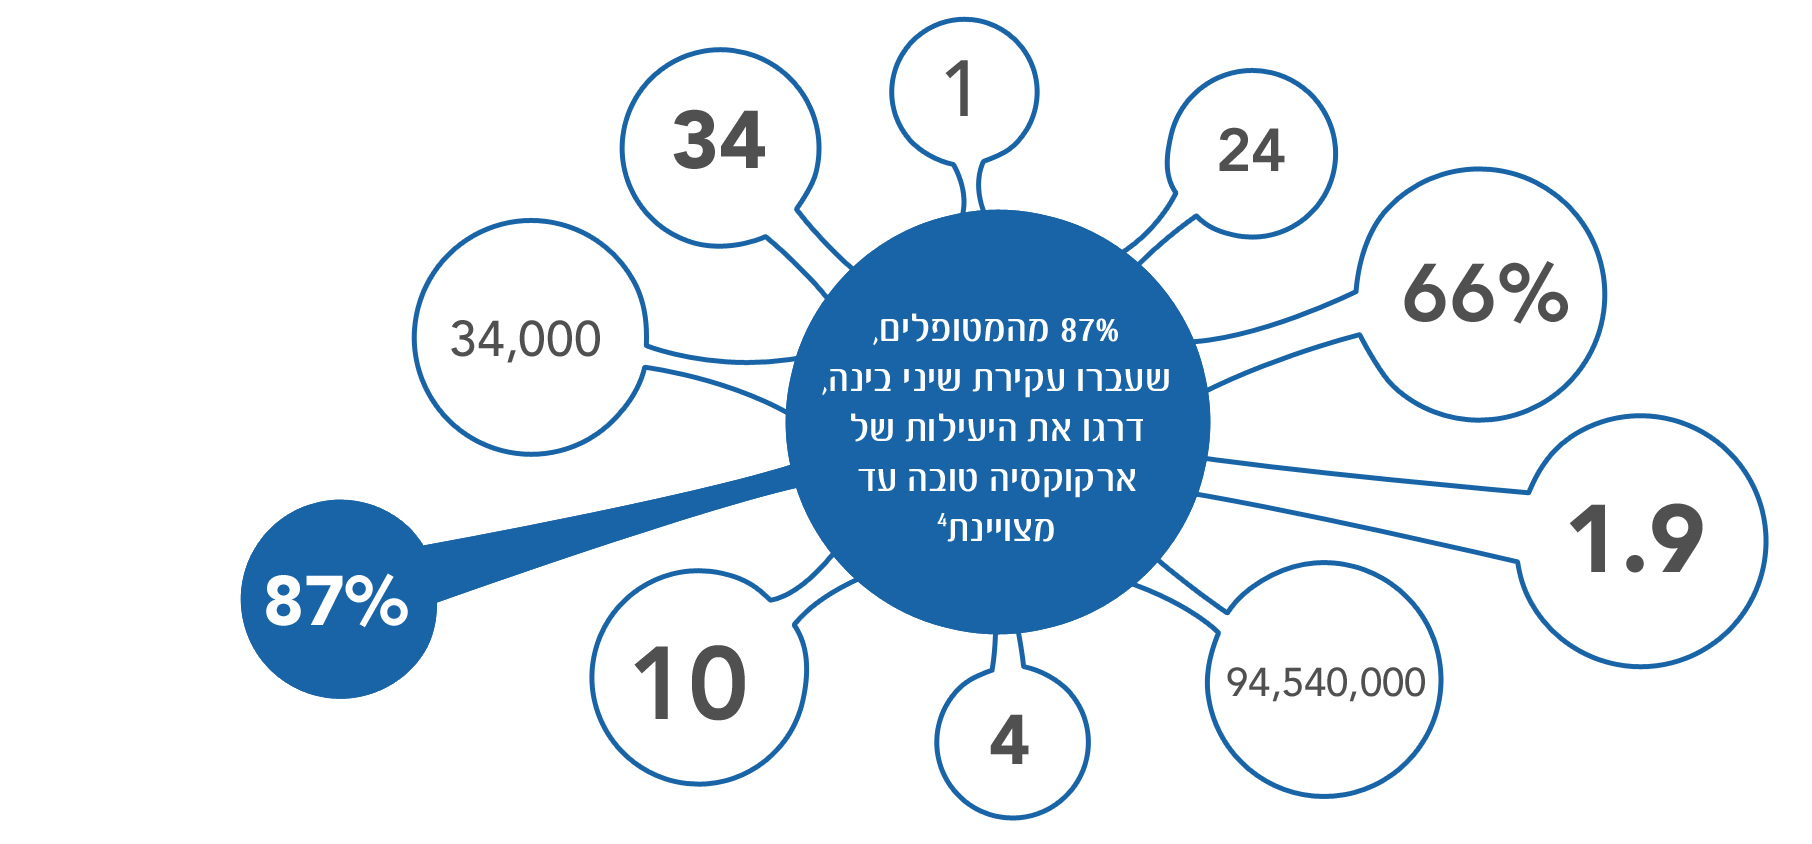 1
34
24
66%
34,000
87% מהמטופלים,
שעברו עקירת שיני בינה,
דרגו את היעילות של
ארקוקסיה טובה עד
מצויינת⁴
1.9
87%
10
94,540,000
4